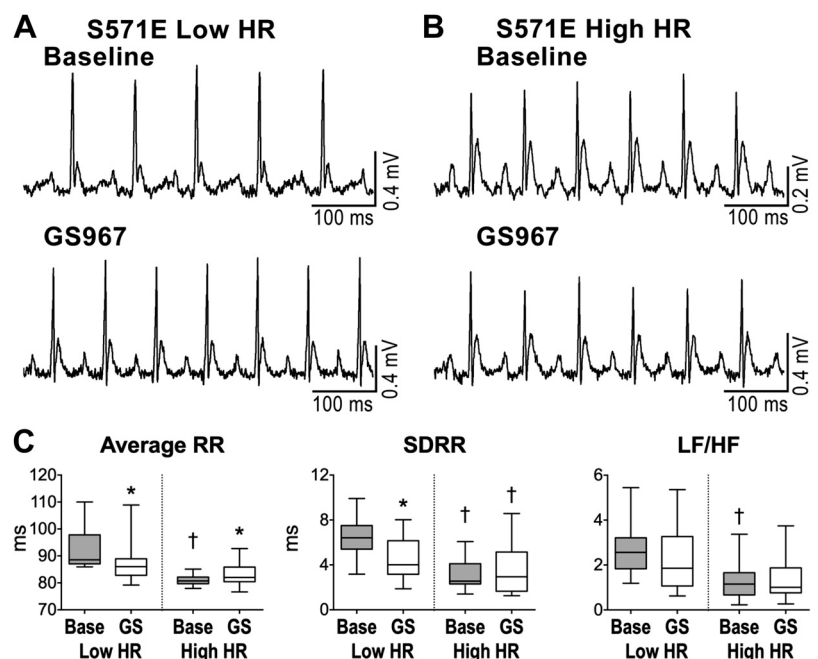 A S571E Low HR
Baseline
0.4 mV
100 ms
GS967
0.4 mV
100 ms
B S571E High HR
Baseline
0.2 mV
100 ms
GS967
0.4 mV
100 ms
C
Average RR
ms
120
110
100
90
80
70
*
†
*
Base GS Base GS
Low HR High HR
SDRR
ms
12
8
4
0
*
†
†
Base GS Base GS
Low HR High HR
LF/HF
6
4
2
0
†
Base GS Base GS
Low HR High HR